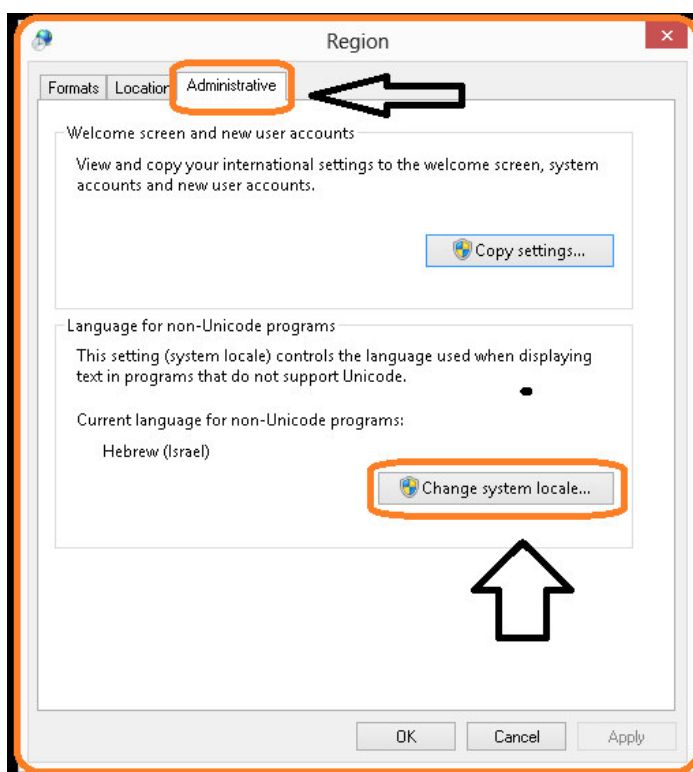 Region
Formats
Location
Administrative
Welcome screen and new user accounts
View and copy your international settings to the welcome screen, system
accounts and new user accounts.
Copy settings...
Language for non-Unicode programs
This setting (system locale) controls the language used when displaying
text in programs that do not support Unicode.
Current language for non-Unicode programs:
Hebrew (Israel)
Change system locale...
OK
Cancel
Apply